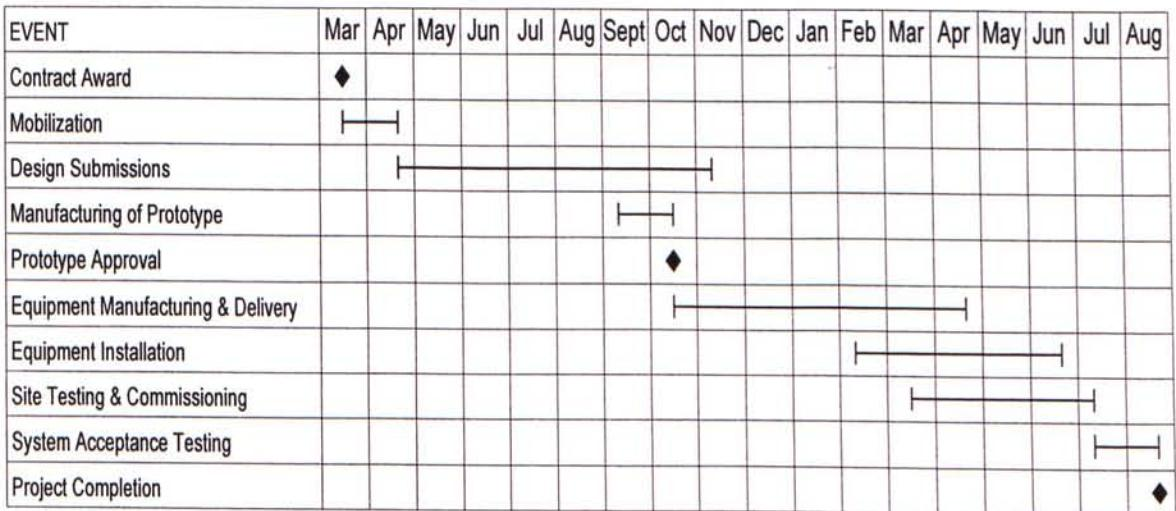 EVENT Mar Apr May Jun Jul Aug Sept Oct Nov Dec Jan Feb Mar Apr May Jun Jul Aug
Contract Award
Mobilization
Design Submissions
Manufacturing of Prototype
Prototype Approval
Equipment Manufacturing & Delivery
Equipment Installation
Site Testing & Commissioning
System Acceptance Testing
Project Completion